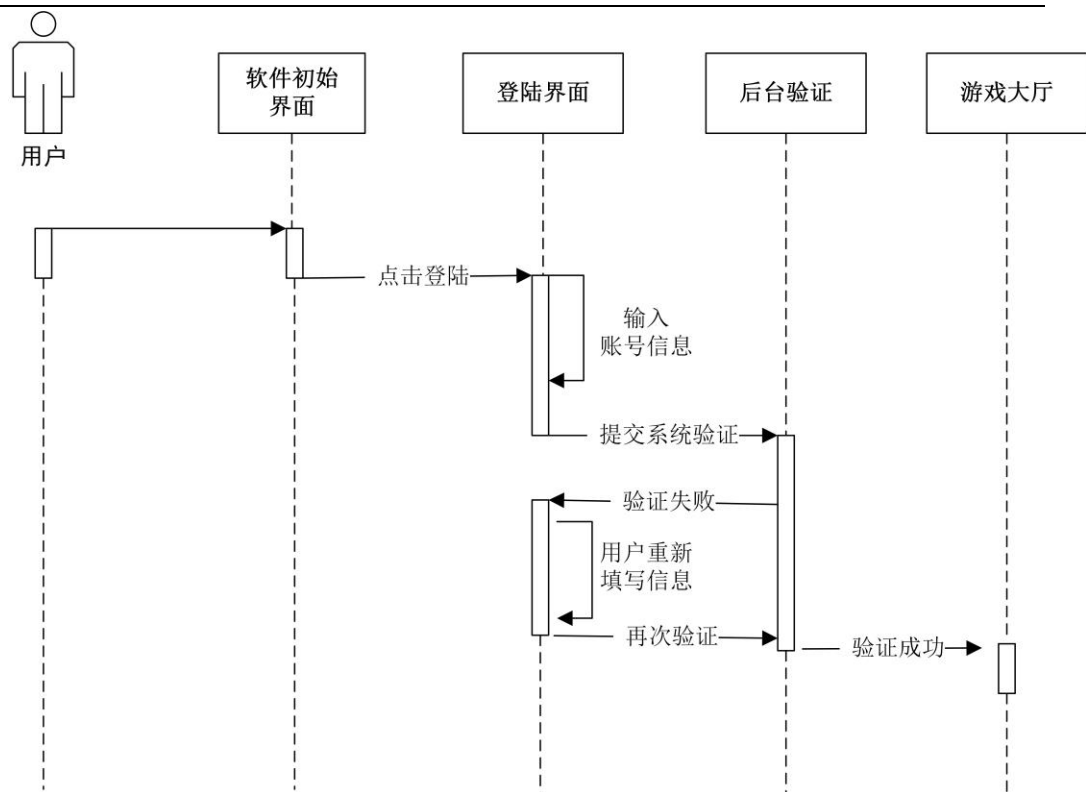 软件初始
界面
登陆界面
后台验证
游戏大厅
用户
点击登陆
输入
账号信息
提交系统验证
验证失败
用户重新
填写信息
再次验证
验证成功